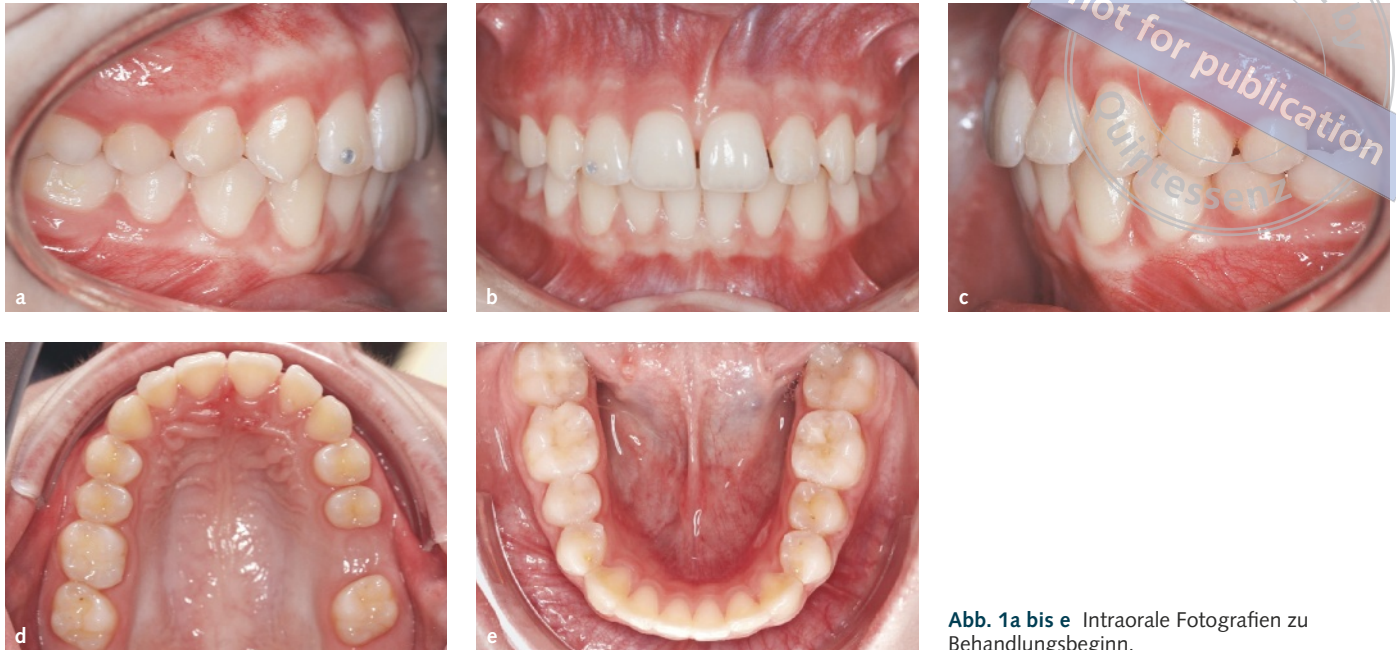 not for publication
Quintessenz
a
b
c
d
e
Abb. 1a bis e Intraorale Fotografien zu
Behandlungsbeginn.